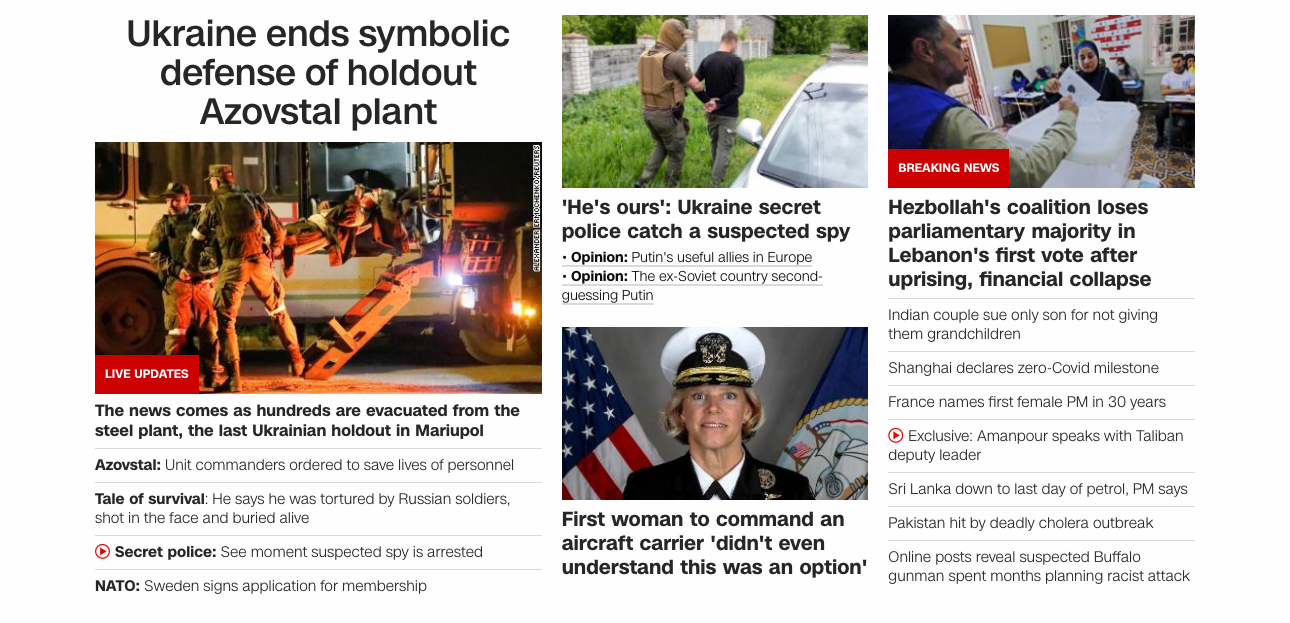 Ukraine ends symbolic
defense of holdout
Azovstal plant
ALEXANDER ERMOCHENKO/REUTERS
LIVE UPDATES
The news comes as hundreds are evacuated from the
steel plant, the last Ukrainian holdout in Mariupol
Azovstal: Unit commanders ordered to save lives of personnel
Tale of survival: He says he was tortured by Russian soldiers,
shot in the face and buried alive
Secret police: See moment suspected spy is arrested
NATO: Sweden signs application for membership
'He's ours': Ukraine secret
police catch a suspected spy
• Opinion: Putin's useful allies in Europe
• Opinion: The ex-Soviet country second-
guessing Putin
First woman to command an
aircraft carrier 'didn't even
understand this was an option'
BREAKING NEWS
Hezbollah's coalition loses
parliamentary majority in
Lebanon's first vote after
uprising, financial collapse
Indian couple sue only son for not giving
them grandchildren
Shanghai declares zero-Covid milestone
France names first female PM in 30 years
Exclusive: Amanpour speaks with Taliban
deputy leader
Sri Lanka down to last day of petrol, PM says
Pakistan hit by deadly cholera outbreak
Online posts reveal suspected Buffalo
gunman spent months planning racist attack